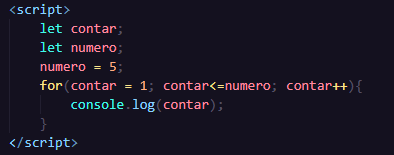 <script>
let contar;
let numero;
numero = 5;
for(contar = 1; contar<=numero; contar++){
console.log(contar);
}
</script>